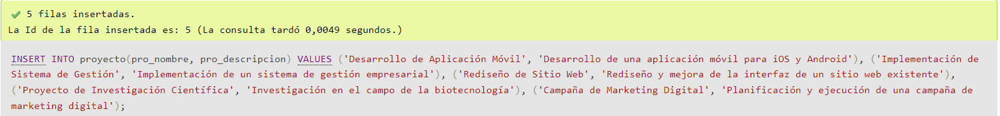 5 filas insertadas.
La Id de la fila insertada es: 5 (La consulta tardó 0,0049 segundos.)
INSERT INTO proyecto(pro_nombre, pro_descripcion) VALUES ('Desarrollo de Aplicación Móvil', 'Desarrollo de una aplicación móvil para iOS y Android'), ('Implementación de
Sistema de Gestión', 'Implementación de un sistema de gestión empresarial'), ('Rediseño de Sitio Web', 'Rediseño y mejora de la interfaz de un sitio web existente'),
('Proyecto de Investigación Científica', 'Investigación en el campo de la biotecnología'), ('Campaña de Marketing Digital', 'Planificación y ejecución de una campaña de
marketing digital');